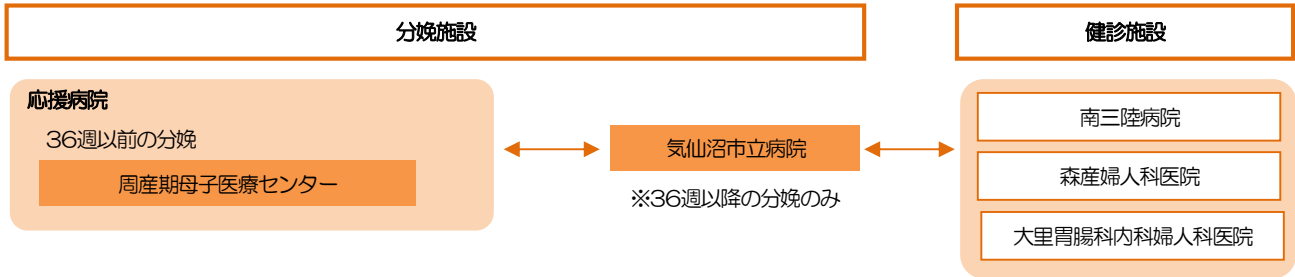 分娩施設
健診施設
応援病院
36週以前の分娩
周産期母子医療センター
気仙沼市立病院
※36週以降の分娩のみ
南三陸病院
森産婦人科医院
大里胃腸科内科婦人科医院